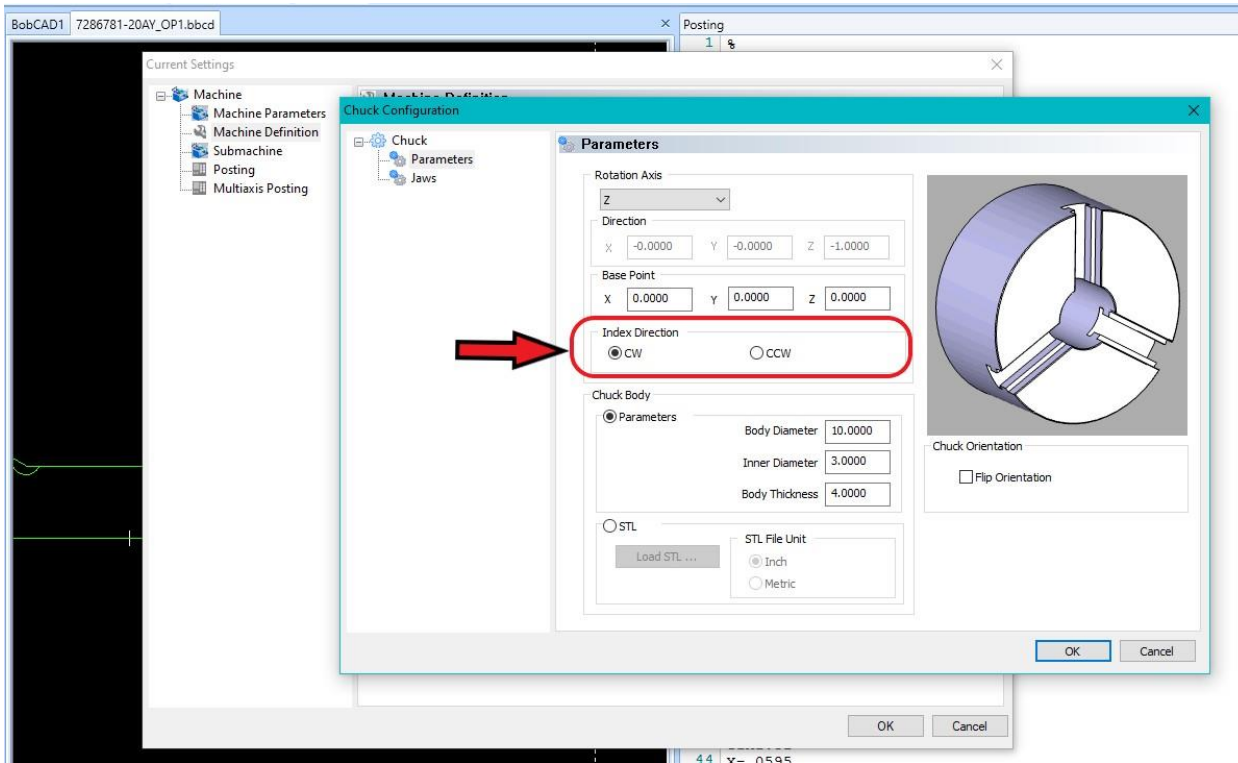 BobCAD1 7286781-20AY_OP1.bbcd × Posting
1 %
Current Settings
Machine
Machine Parameters
Machine Definition
Submachine
Posting
Multiaxis Posting
Chuck Configuration
Chuck
Parameters
Jaws
Parameters
Rotation Axis
Z
Direction
X -0.0000 Y -0.0000 Z -1.0000
Base Point
X 0.0000 Y 0.0000 Z 0.0000
Index Direction
CW CCW
Chuck Body
Parameters
Body Diameter 10.0000
Inner Diameter 3.0000
Body Thickness 4.0000
STL
Load STL ...
STL File Unit
Inch
Metric
Chuck Orientation
Flip Orientation
OK Cancel
OK Cancel
44 X-.0595